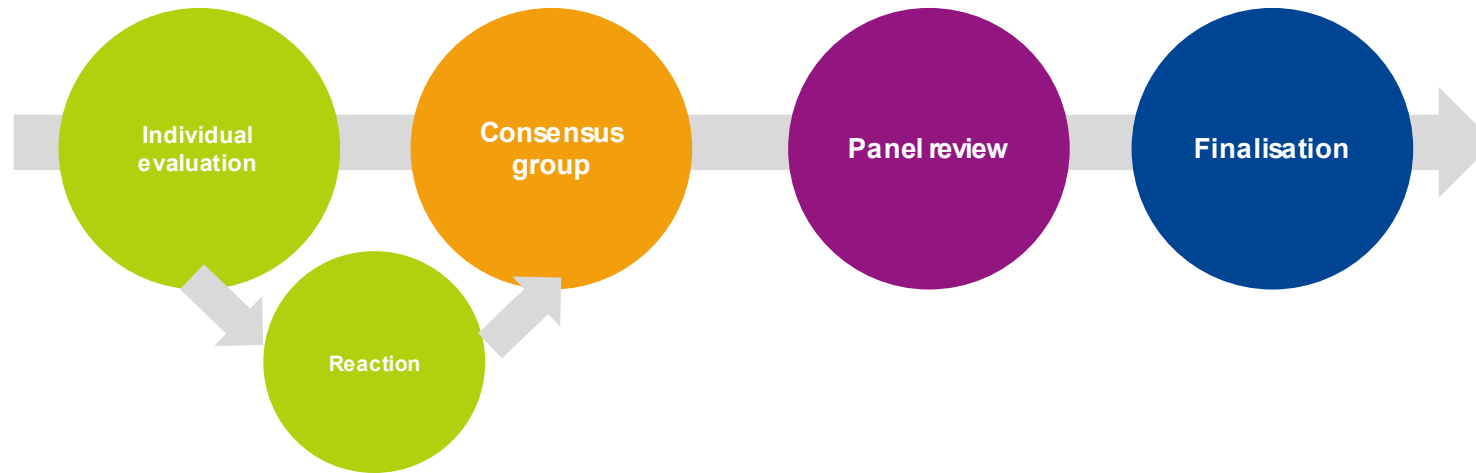 Individual
evaluation
Consensus
group
Panel review
Finalisation
Reaction